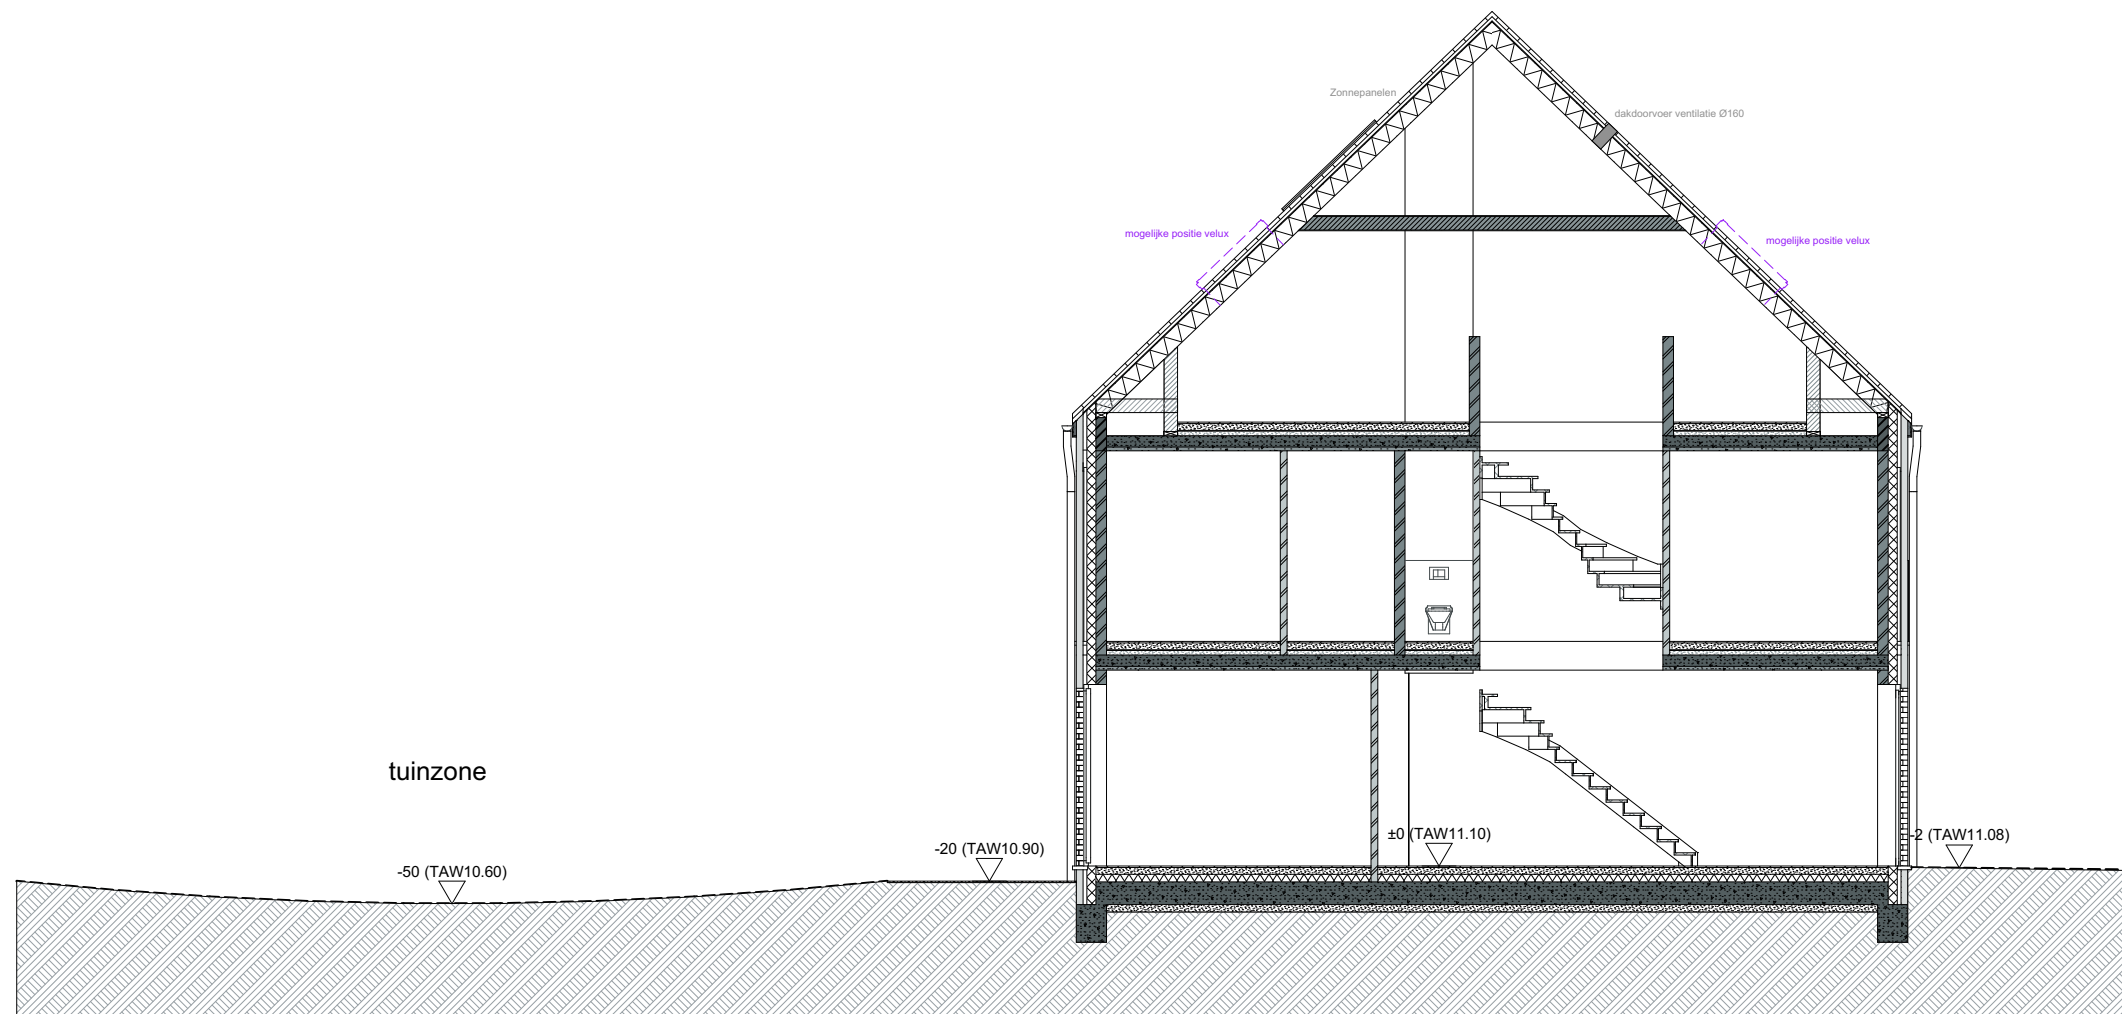 Zonnepanelen
dakdoorvoer ventilatie Ø160
mogelijke positie velux
mogelijke positie velux
tuinzone
±0 (TAW11.10)
-2 (TAW11.08)
-20 (TAW10.90)
-50 (TAW10.60)